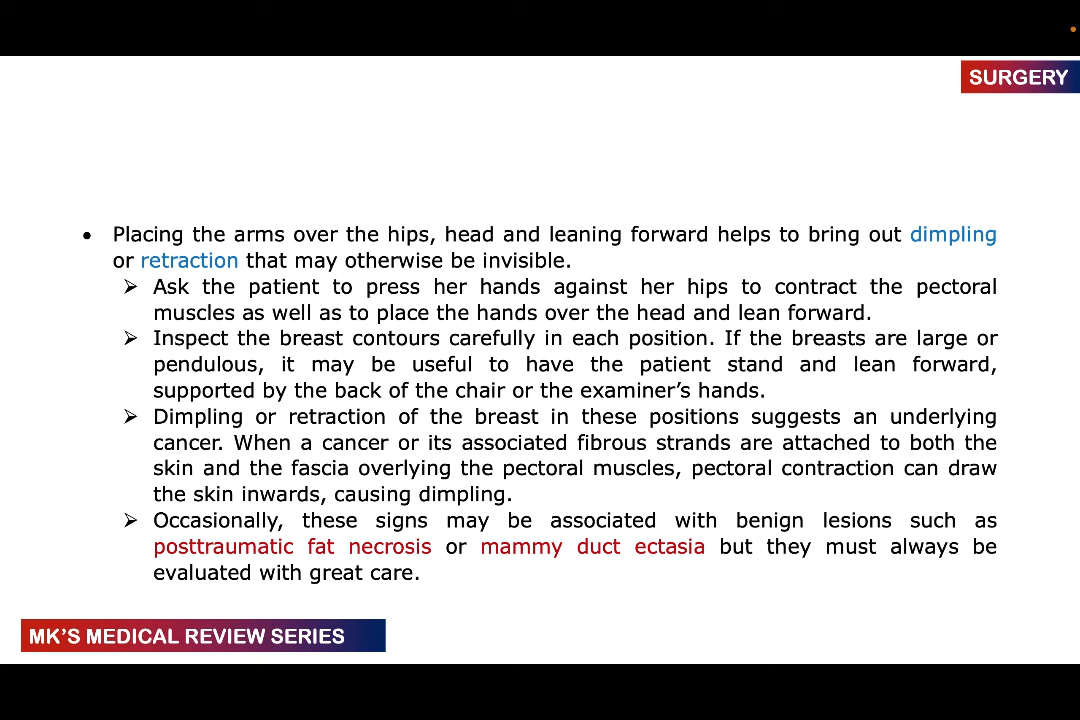 SURGERY
• Placing the arms over the hips, head and leaning forward helps to bring out dimpling
or retraction that may otherwise be invisible.
➢ Ask the patient to press her hands against her hips to contract the pectoral
muscles as well as to place the hands over the head and lean forward.
➢ Inspect the breast contours carefully in each position. If the breasts are large or
pendulous, it may be useful to have the patient stand and lean forward,
supported by the back of the chair or the examiner’s hands.
➢ Dimpling or retraction of the breast in these positions suggests an underlying
cancer. When a cancer or its associated fibrous strands are attached to both the
skin and the fascia overlying the pectoral muscles, pectoral contraction can draw
the skin inwards, causing dimpling.
➢ Occasionally, these signs may be associated with benign lesions such as
posttraumatic fat necrosis or mammy duct ectasia but they must always be
evaluated with great care.
MK’S MEDICAL REVIEW SERIES